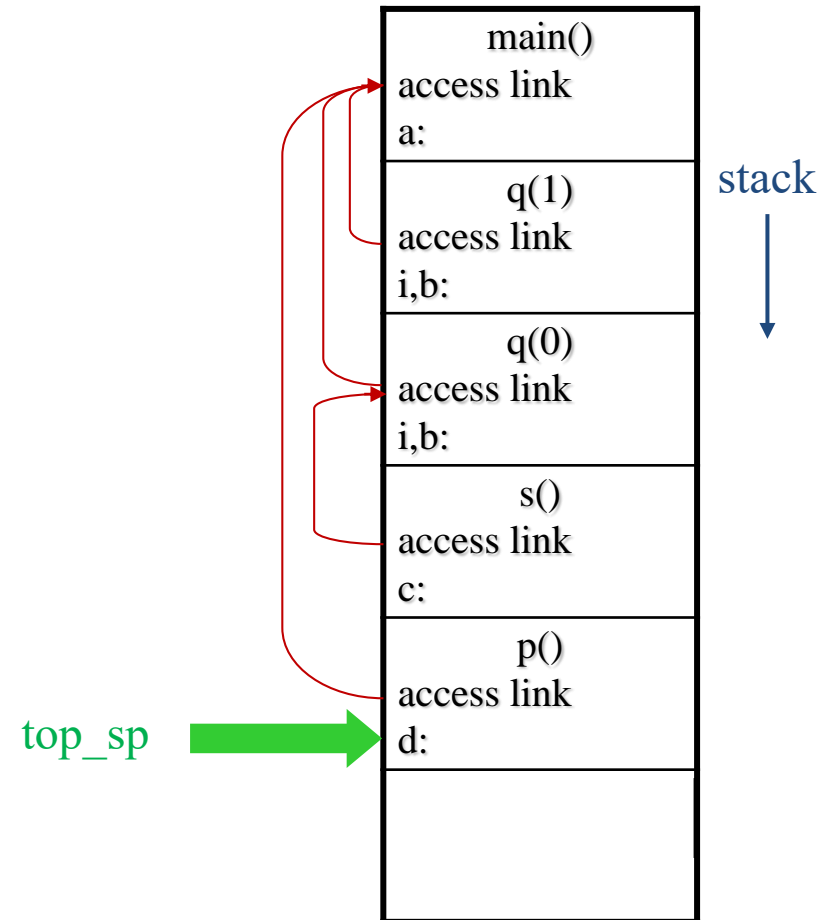 main()
access link
a:
stack
q(1)
access link
i,b:
q(0)
access link
i,b:
s()
access link
c:
p()
access link
top_sp
d: